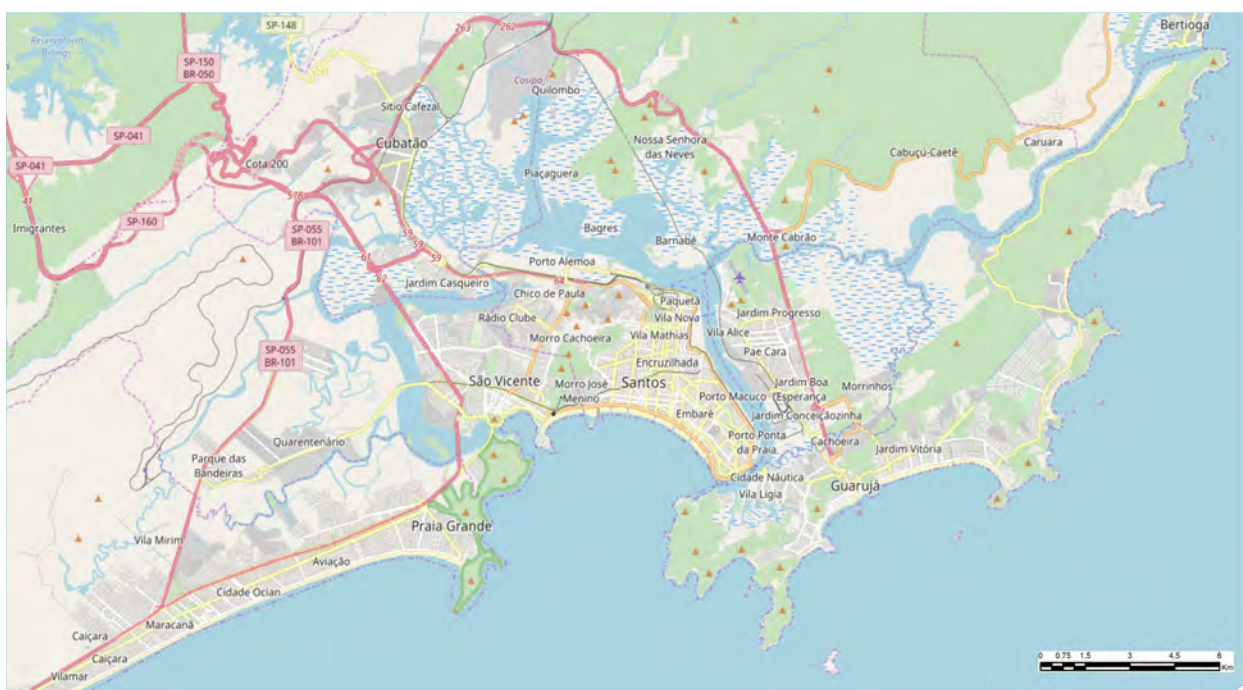 SP-148
263
262
Bertioga
Reservatório
Billings
SP-150
BR-050
Cosipa
Quilombo
Sítio Cafezal
SP-041
Cubatão
Nossa Senhora
das Neves
Cabuçú-Caetê
Caruara
SP-041
Cota 200
Piaçaguera
57B
41
Imigrantes
SP-160
SP-055
BR-101
59
59
59
Bagres
Barnabé
Monte Cabrão
61
62
Porto Alemoa
Jardim Casqueiro
64
Chico de Paula
Paquetá
Rádio Clube
Vila Nova
Jardim Progresso
Morro Cachoeira
Vila Mathias
Vila Alice
SP-055
BR-101
Pae Cara
Encruzilhada
São Vicente
Morro José
Menino
Santos
Jardim Boa
Esperança
Morrinhos
Porto Macuco
Embaré
Jardim Conceiçãozinha
Quarentenário
Porto Ponta
da Praia
Cachoeira
Jardim Vitória
Parque das
Bandeiras
Cidade Náutica
Vila Ligia
Guarujá
Praia Grande
Vila Mirim
Aviação
Cidade Ocian
Maracanã
Caiçara
Caiçara
Vilamar
0 0.75 1,5 3 4,5 6
Km